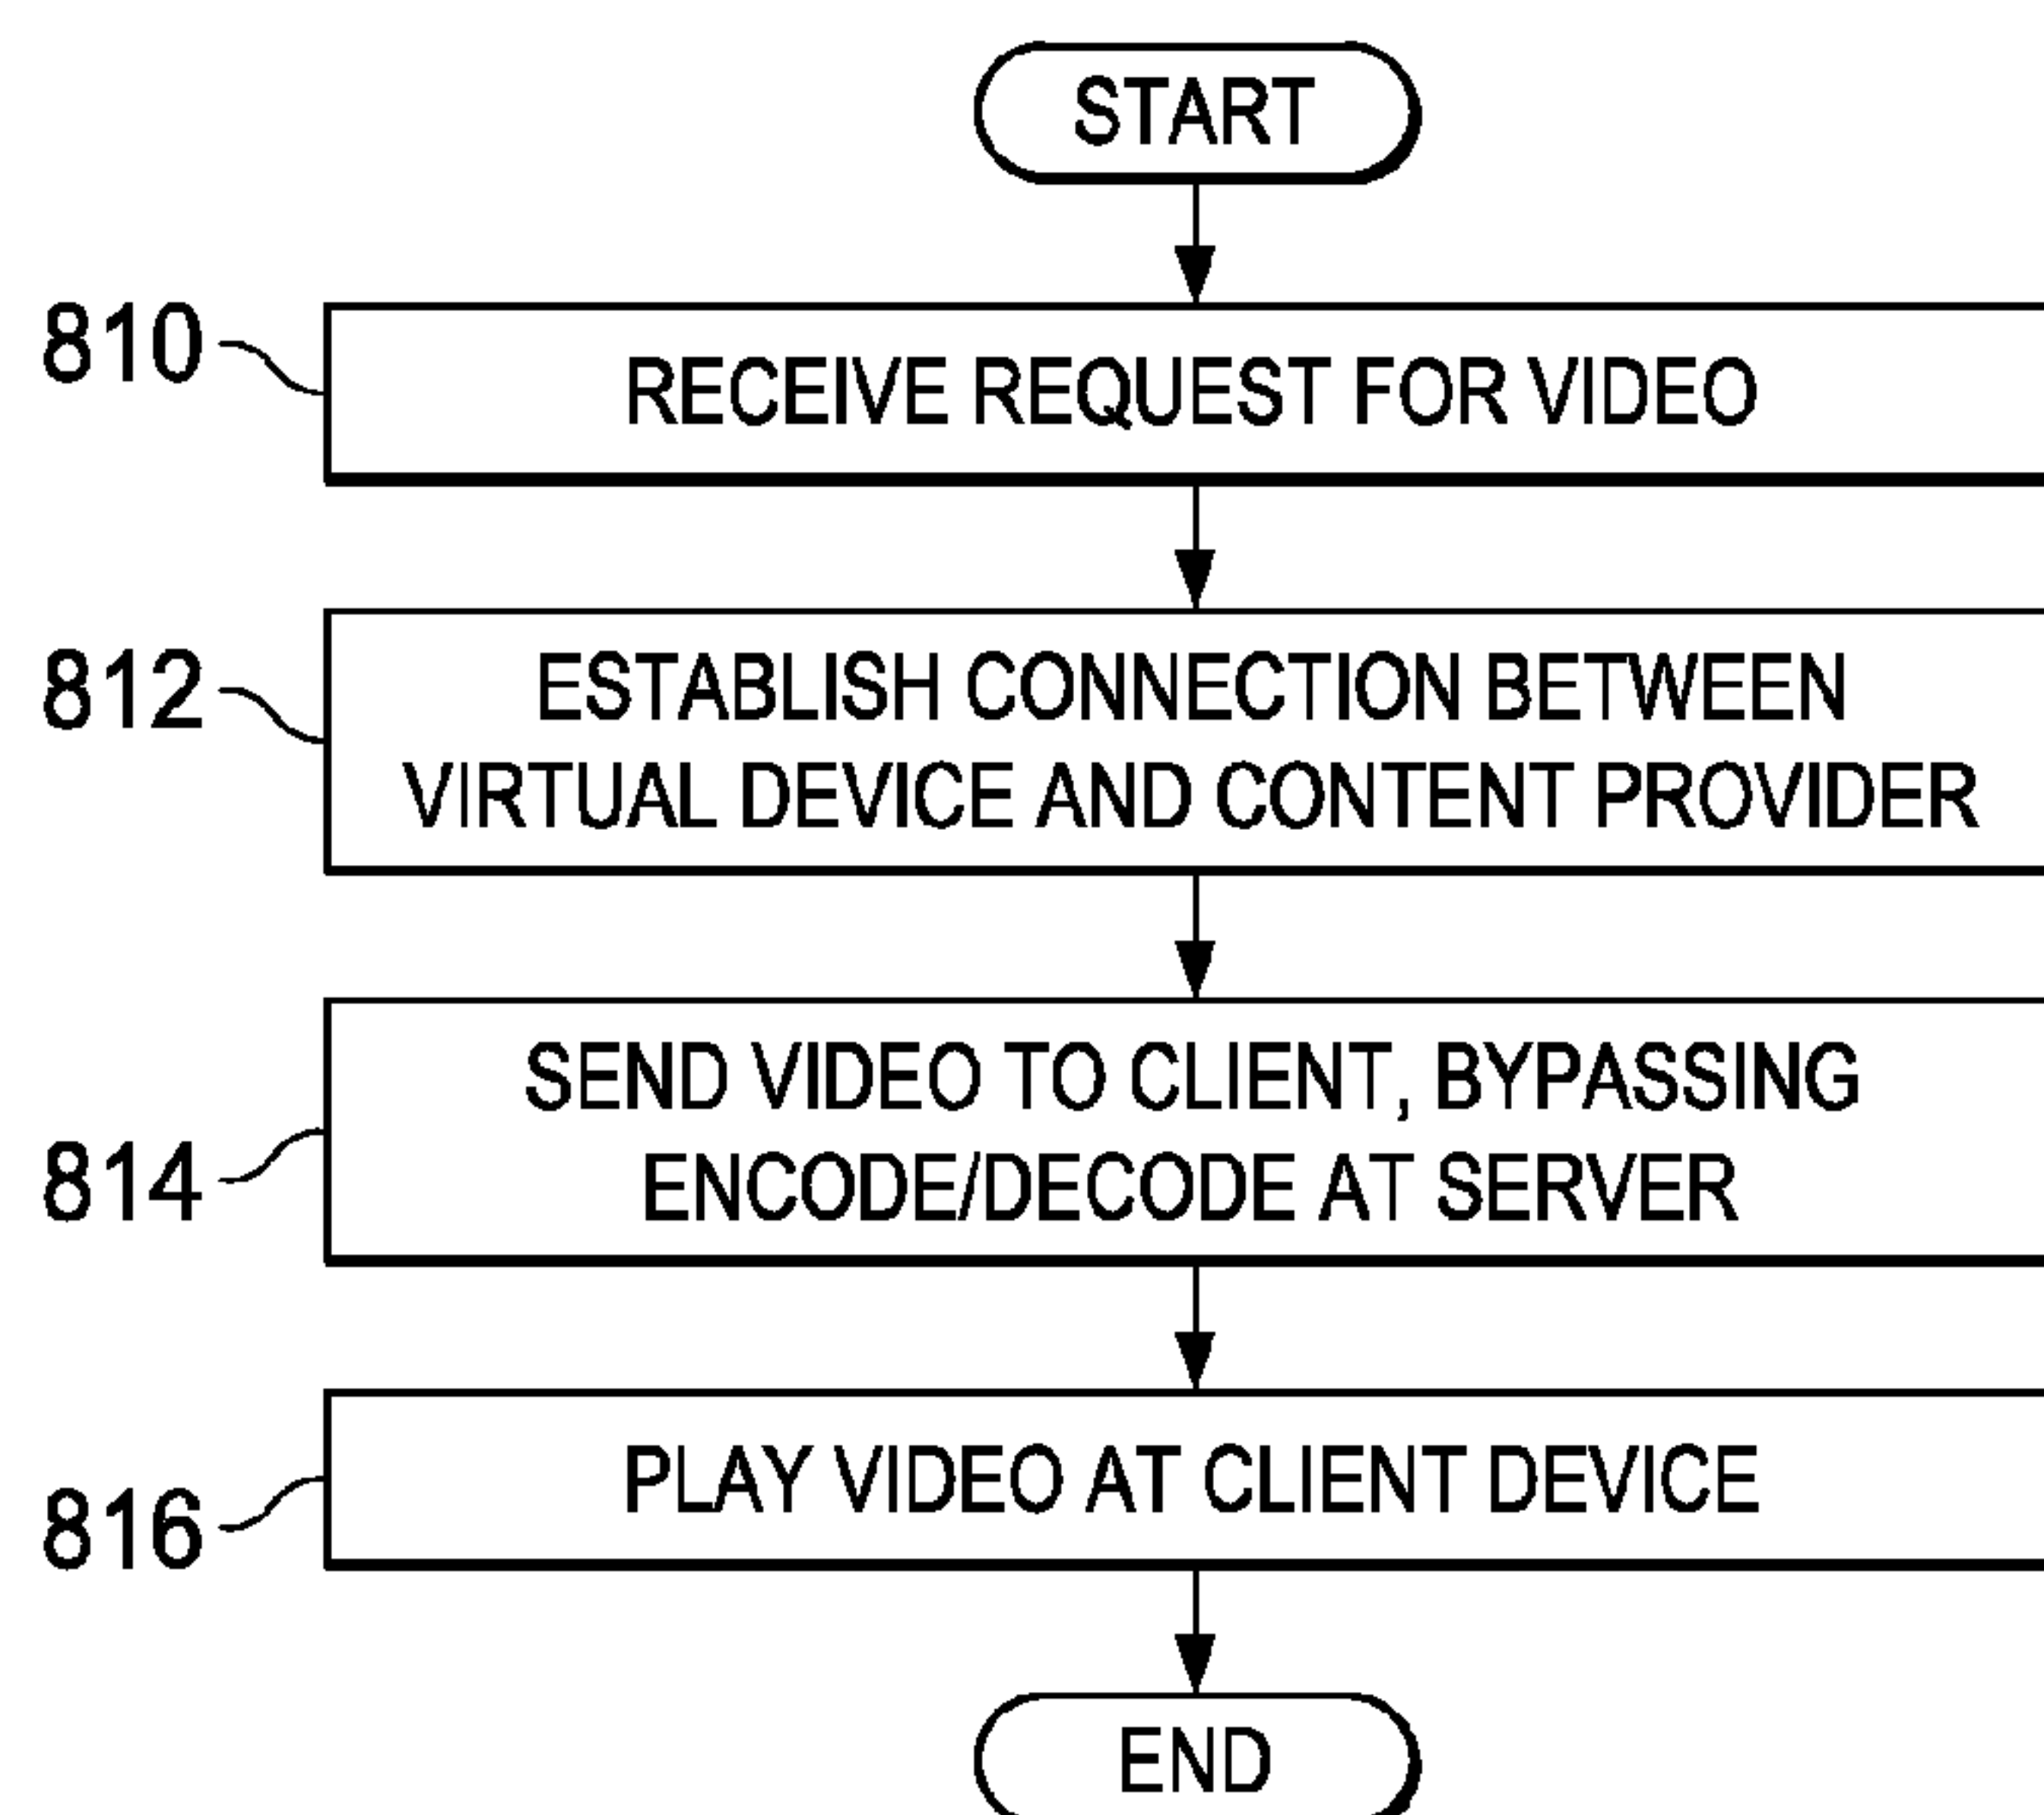 START
810
RECEIVE REQUEST FOR VIDEO
812
ESTABLISH CONNECTION BETWEEN
VIRTUAL DEVICE AND CONTENT PROVIDER
814
SEND VIDEO TO CLIENT, BYPASSING
ENCODE/DECODE AT SERVER
816
PLAY VIDEO AT CLIENT DEVICE
END